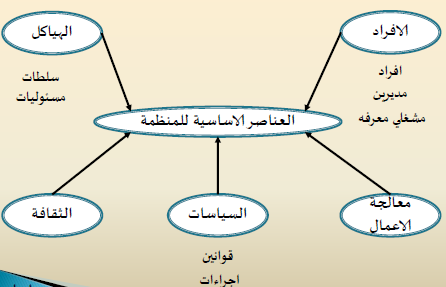 الافراد
الهياكل
افراد
مديرين
مشغلي معرفه
سلطات
مسئوليات
العناصر الاساسية للمنظمة
معالجة
الاعمال
السياسات
الثقافة
قوانين
اجراءات